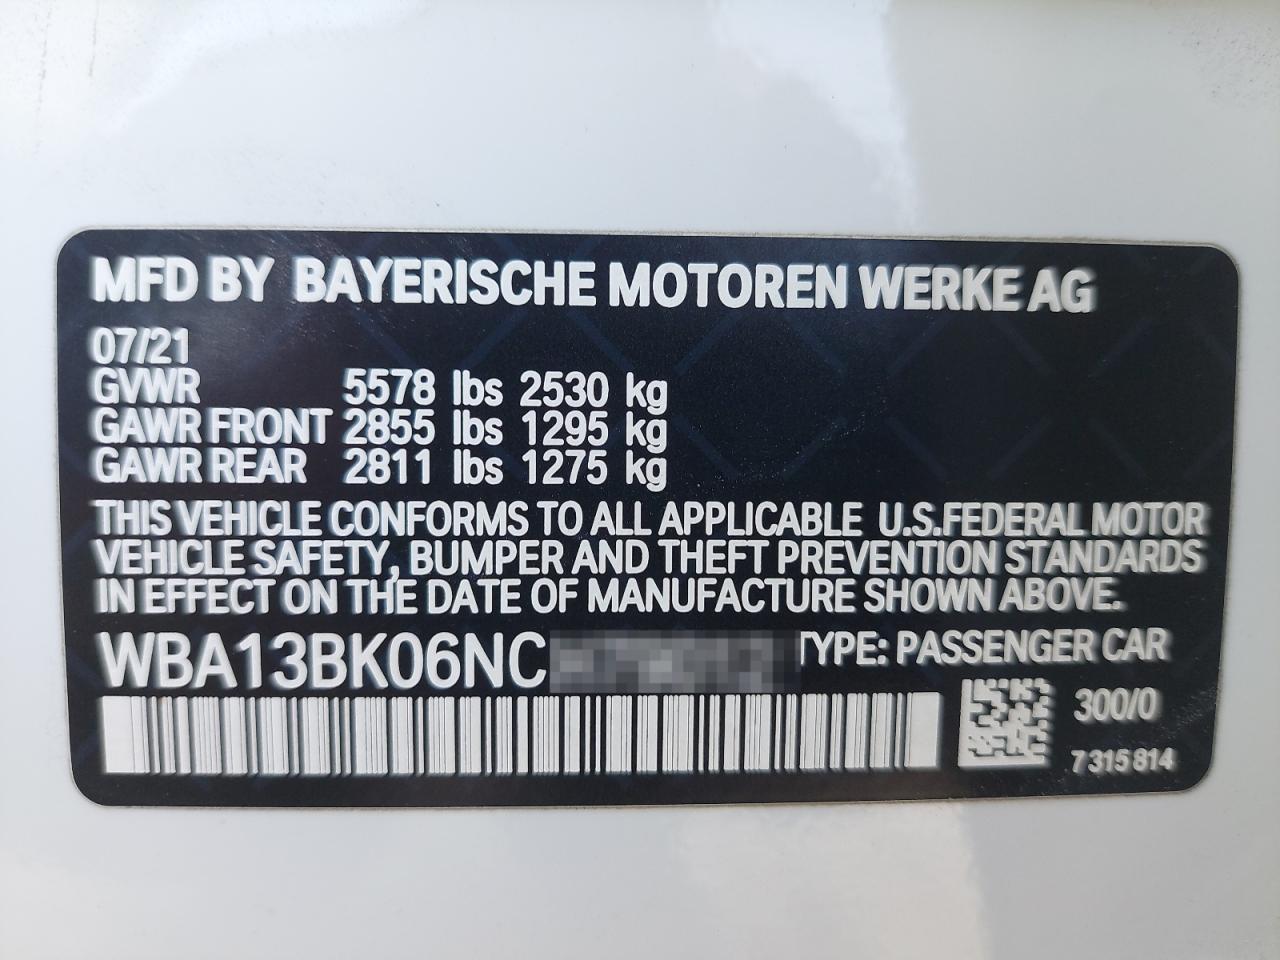 MFD BY BAYERISCHE MOTOREN WERKE AG
07/21
GVWR 5578 lbs 2530 kg
GAWR FRONT 2855 lbs 1295 kg
GAWR REAR 2811 lbs 1275 kg
THIS VEHICLE CONFORMS TO ALL APPLICABLE U.S.FEDERAL MOTOR
VEHICLE SAFETY, BUMPER AND THEFT PREVENTION STANDARDS
IN EFFECT ON THE DATE OF MANUFACTURE SHOWN ABOVE.
WBA13BK06NC TYPE: PASSENGER CAR
300/0
7 315 814